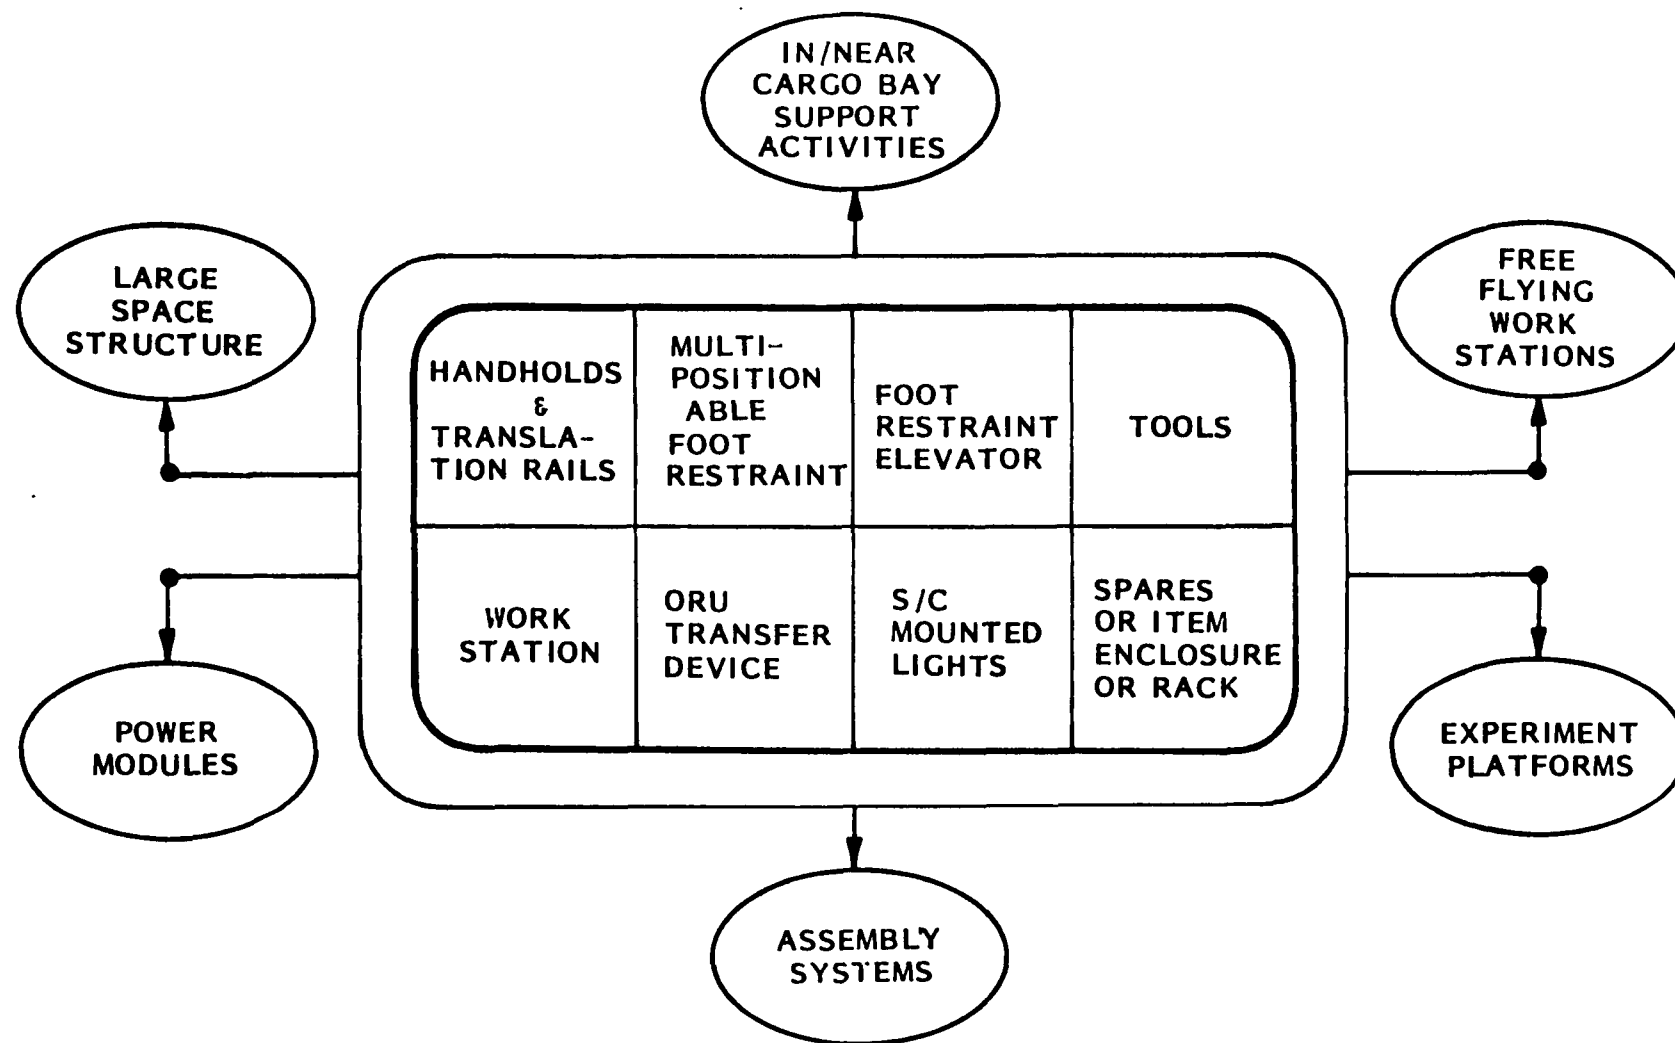 IN/NEAR
CARGO BAY
SUPPORT
ACTIVITIES
LARGE
SPACE
STRUCTURE
FREE
FLYING
WORK
STATIONS
HANDHOLDS
&
TRANSLA-
TION RAILS
MULTI-
POSITION
ABLE
FOOT
RESTRAINT
FOOT
RESTRAINT
ELEVATOR
TOOLS
WORK
STATION
ORU
TRANSFER
DEVICE
S/C
MOUNTED
LIGHTS
SPARES
OR ITEM
ENCLOSURE
OR RACK
POWER
MODULES
EXPERIMENT
PLATFORMS
ASSEMBLY
SYSTEMS